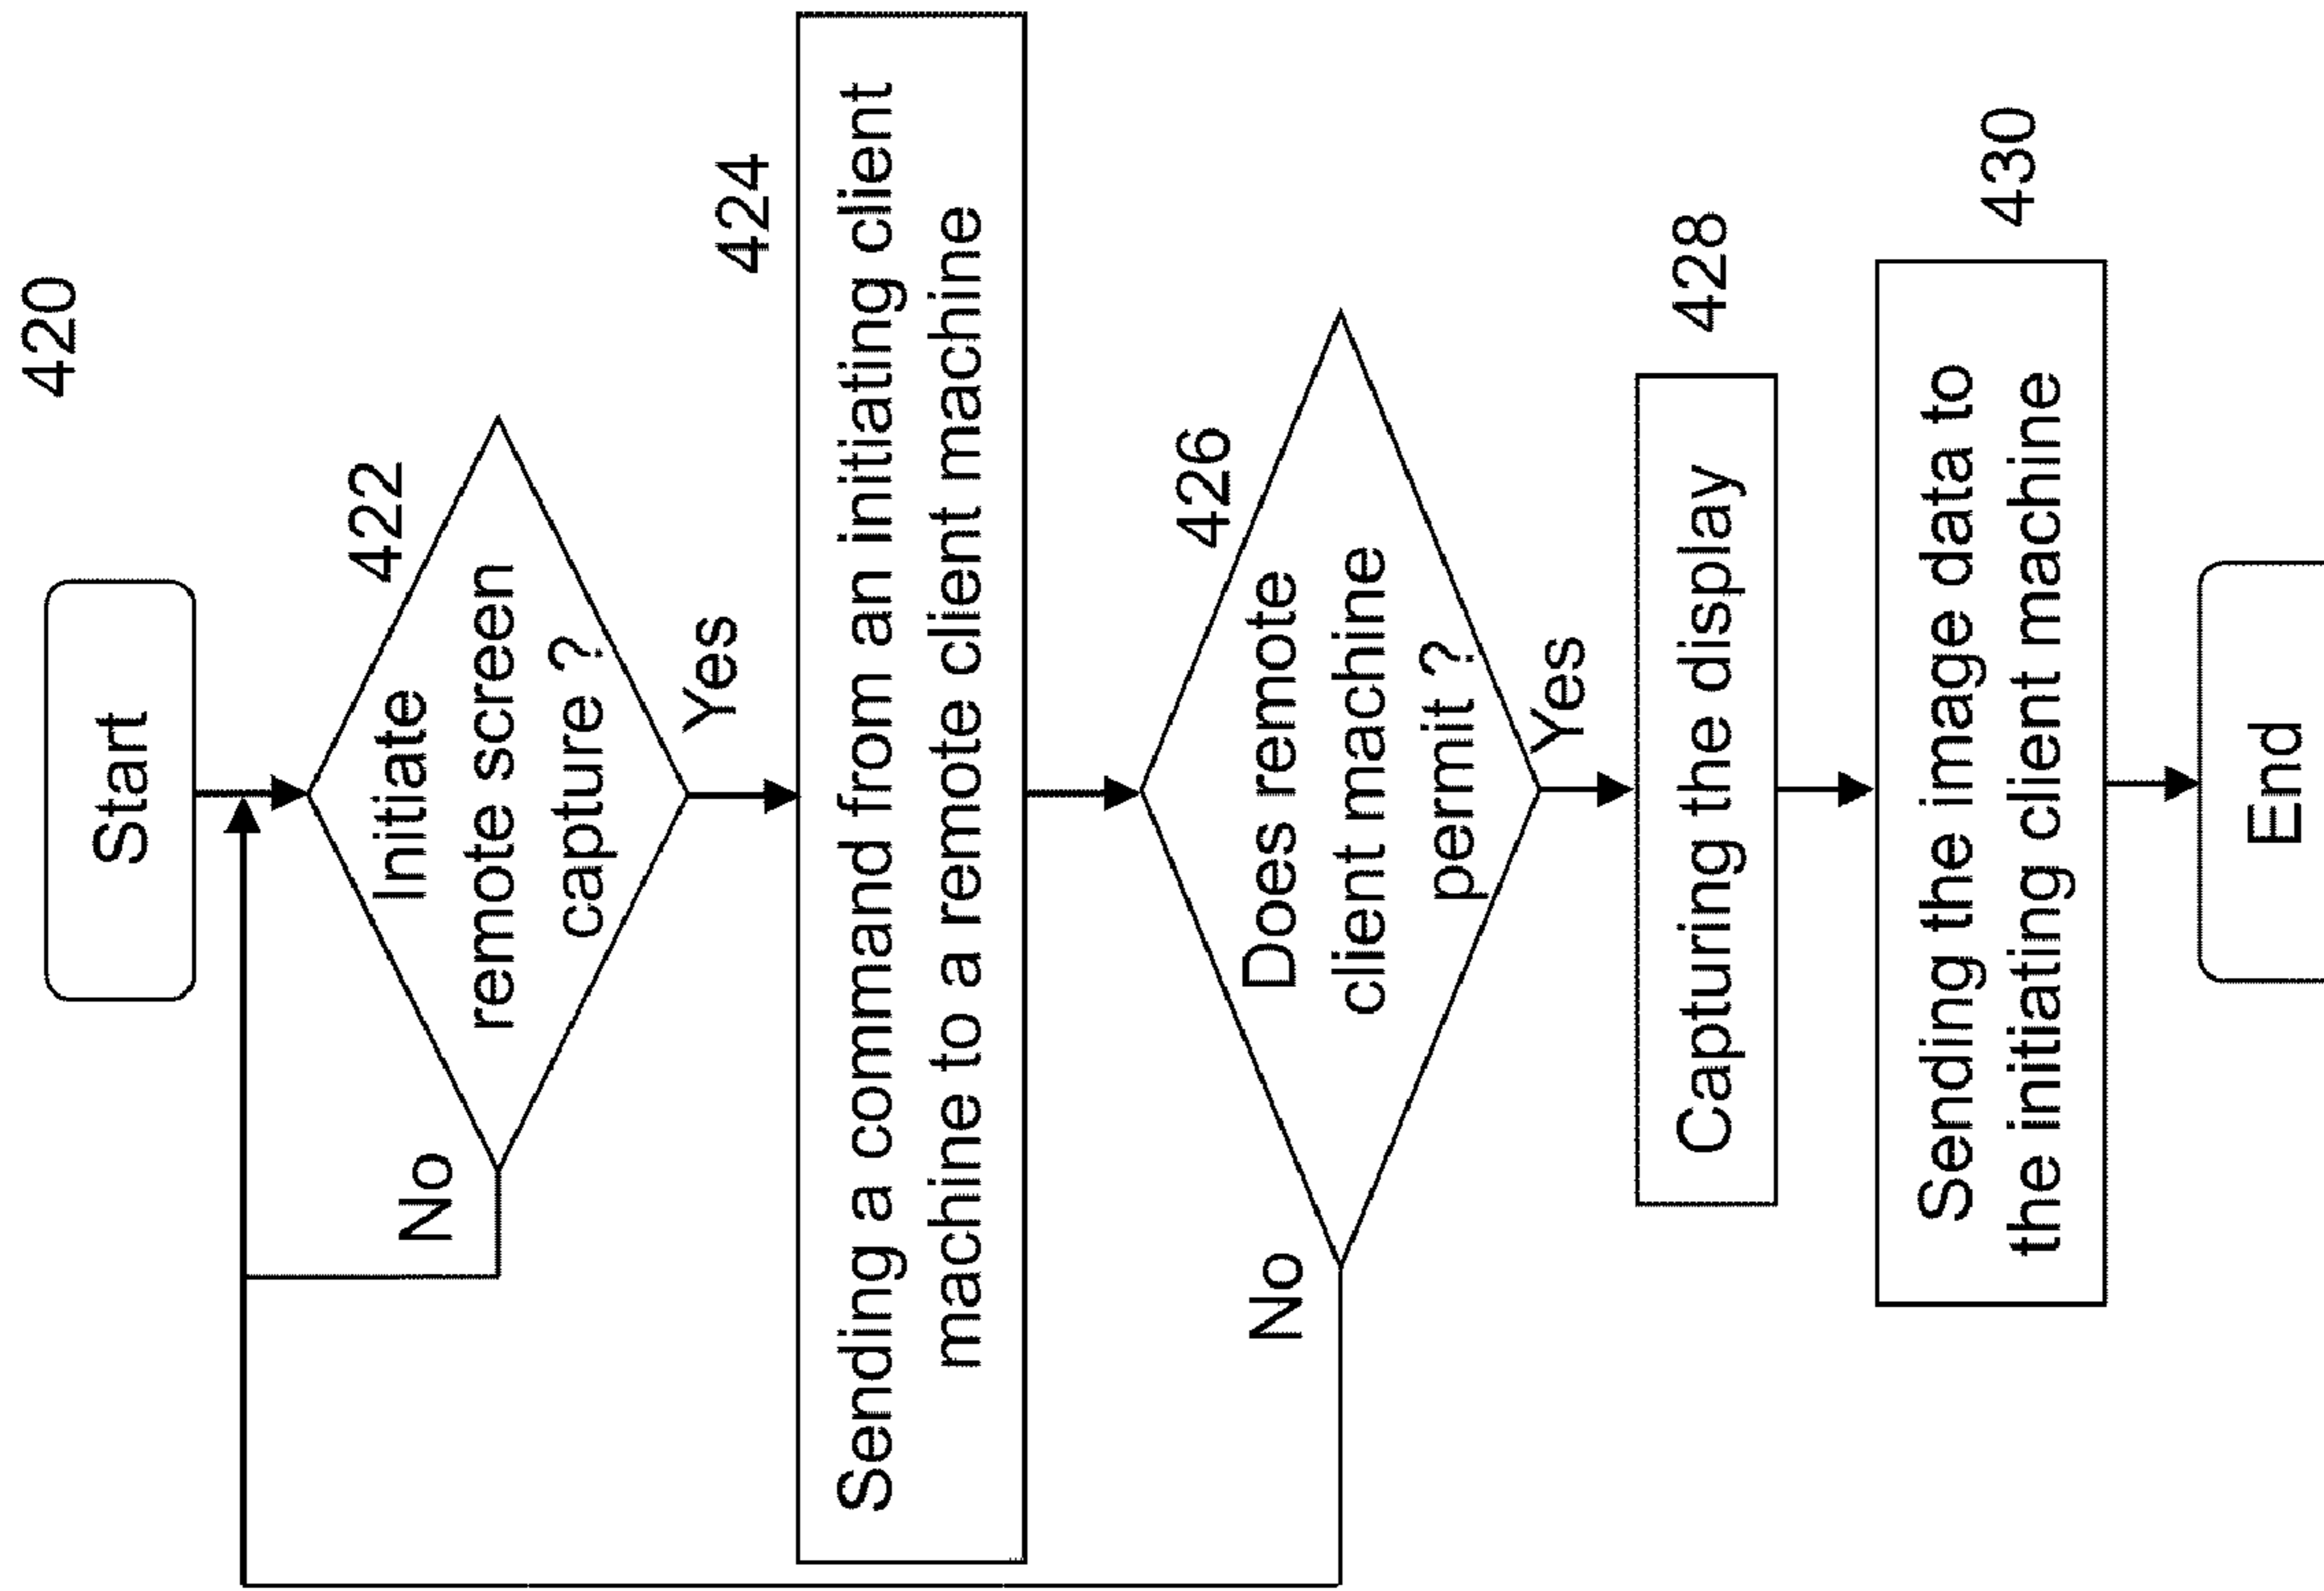 420
Start
422
Initiate
remote screen
capture ?
No
Yes
424
Sending a command from an initiating client
machine to a remote client machine
426
Does remote
client machine
permit ?
No
Yes
428
Capturing the display
430
Sending the image data to
the initiating client machine
End